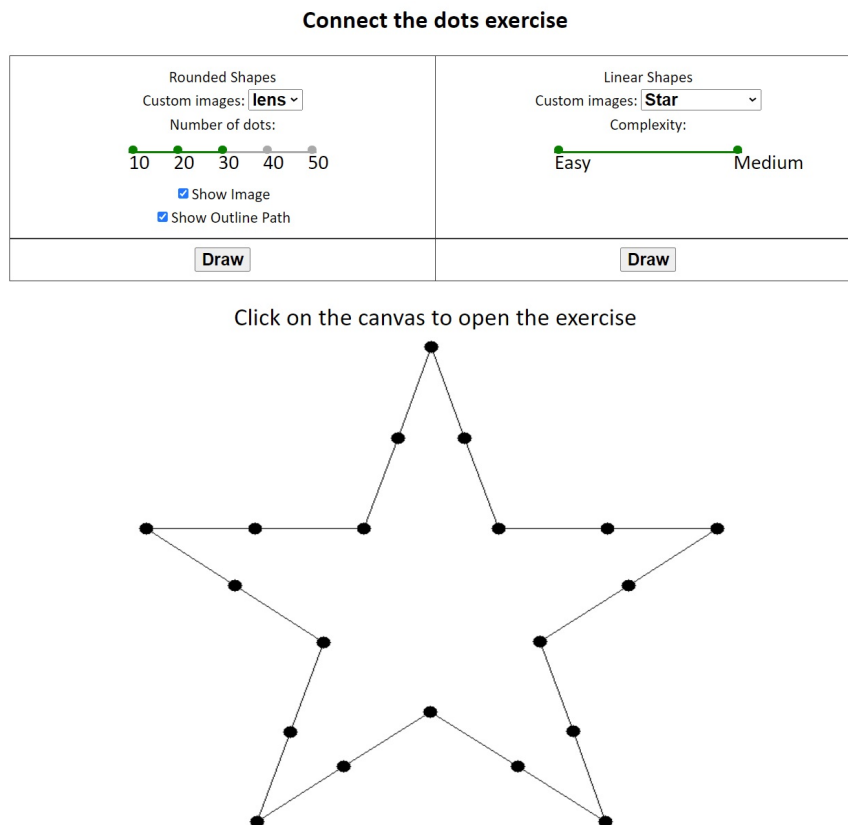 Connect the dots exercise
Rounded Shapes
Custom images: lens
Number of dots:
10 20 30 40 50
Show Image
Show Outline Path
Draw
Linear Shapes
Custom images: Star
Complexity:
Easy Medium
Draw
Click on the canvas to open the exercise